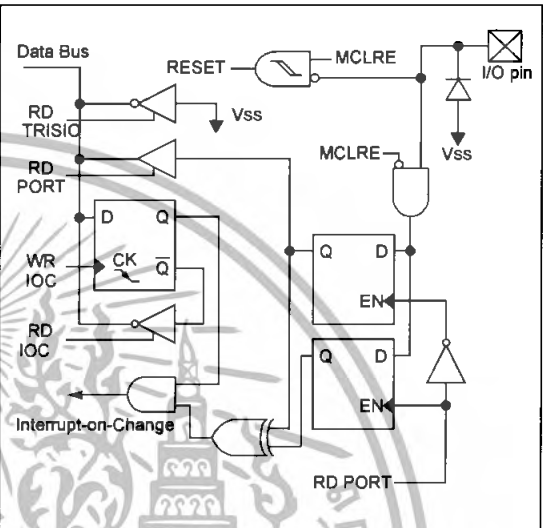 Data Bus
RESET
MCLRE
I/O pin
RD
TRISIO
Vss
MCLRE
Vss
RD
PORT
D
Q
Q
D
WR
IOC
CK
Q
EN
RD
IOC
Q
D
EN
Interrupt-on-Change
RD PORT